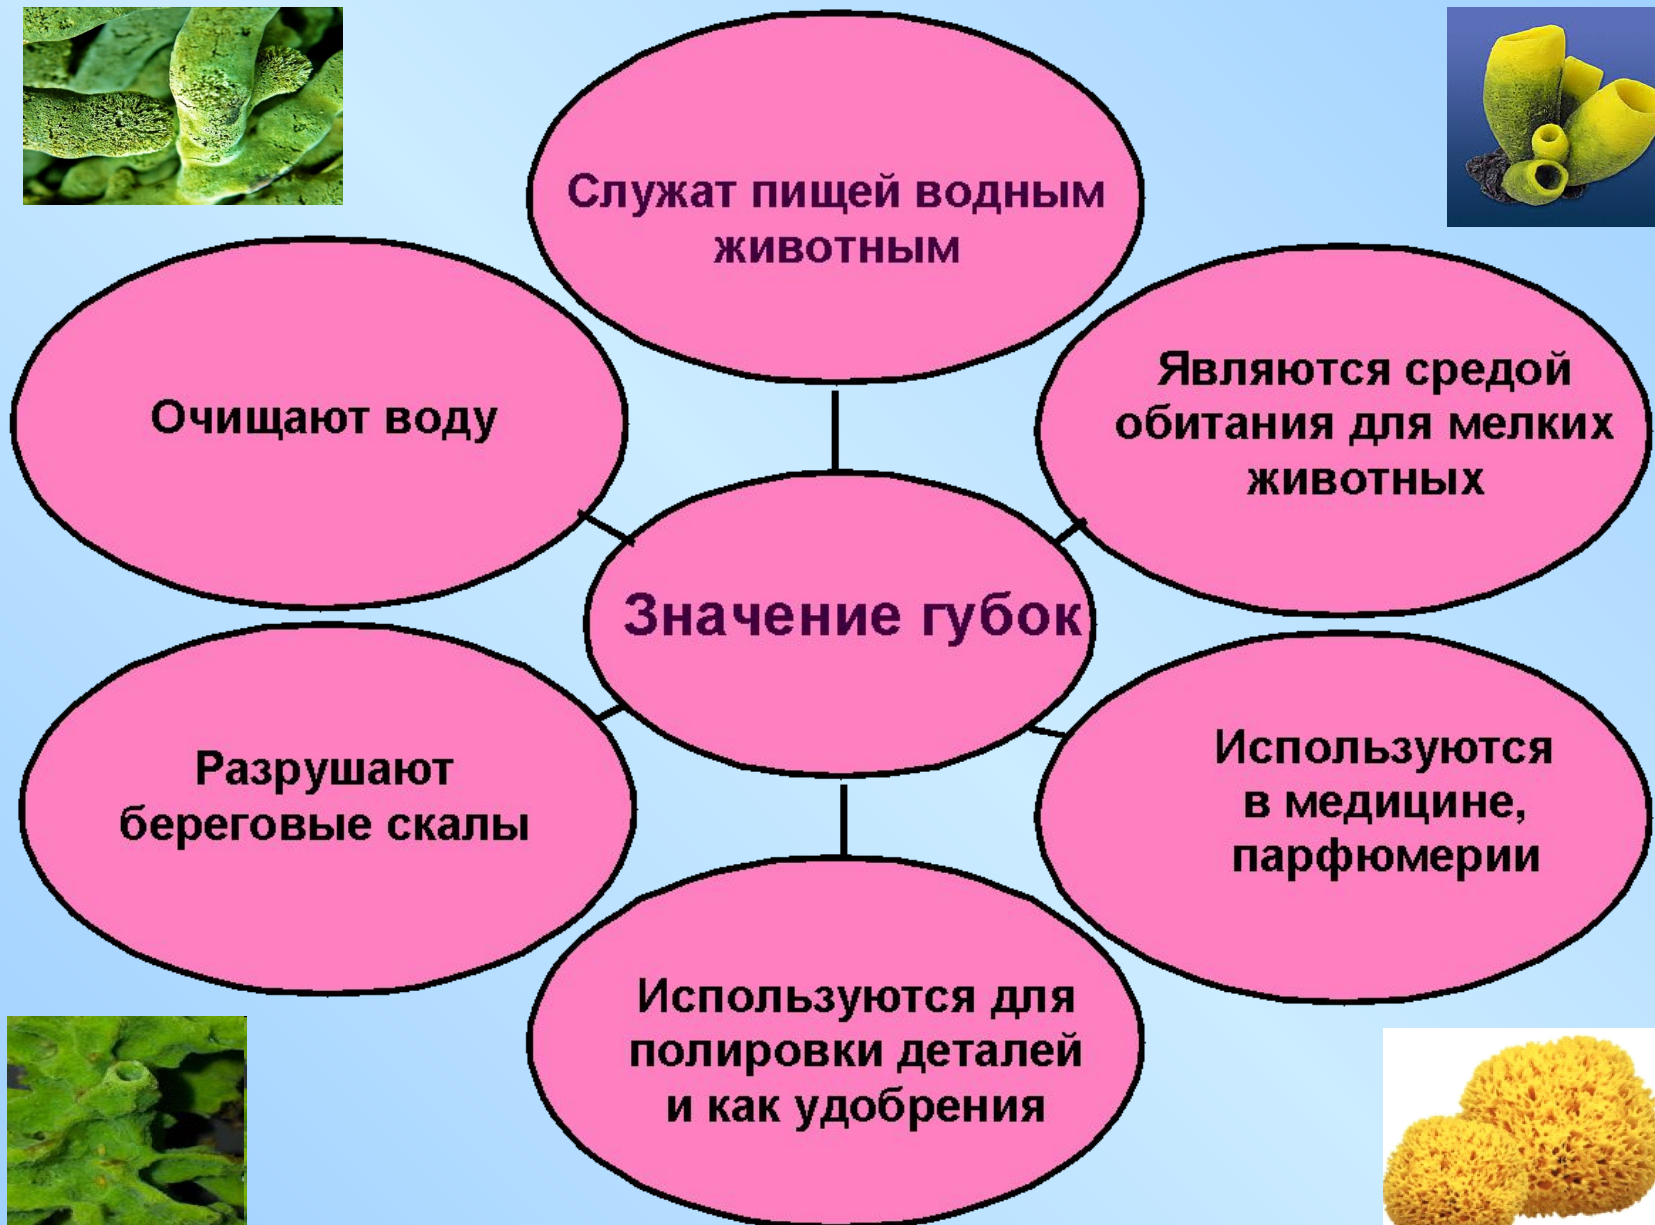 Служат пищей водным
животным
Очищают воду
Являются средой
обитания для мелких
животных
Значение губок
Разрушают
береговые скалы
Используются
в медицине,
парфюмерии
Используются для
полировки деталей
и как удобрения